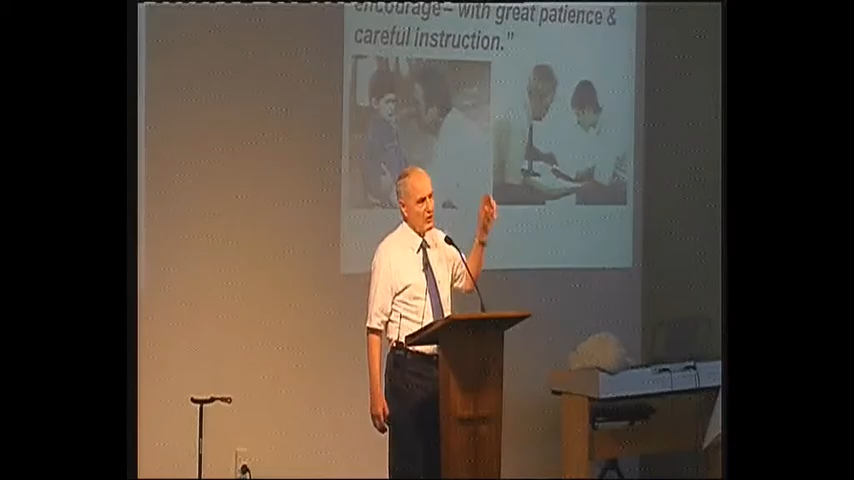 encourage – with great patience &
careful instruction.”